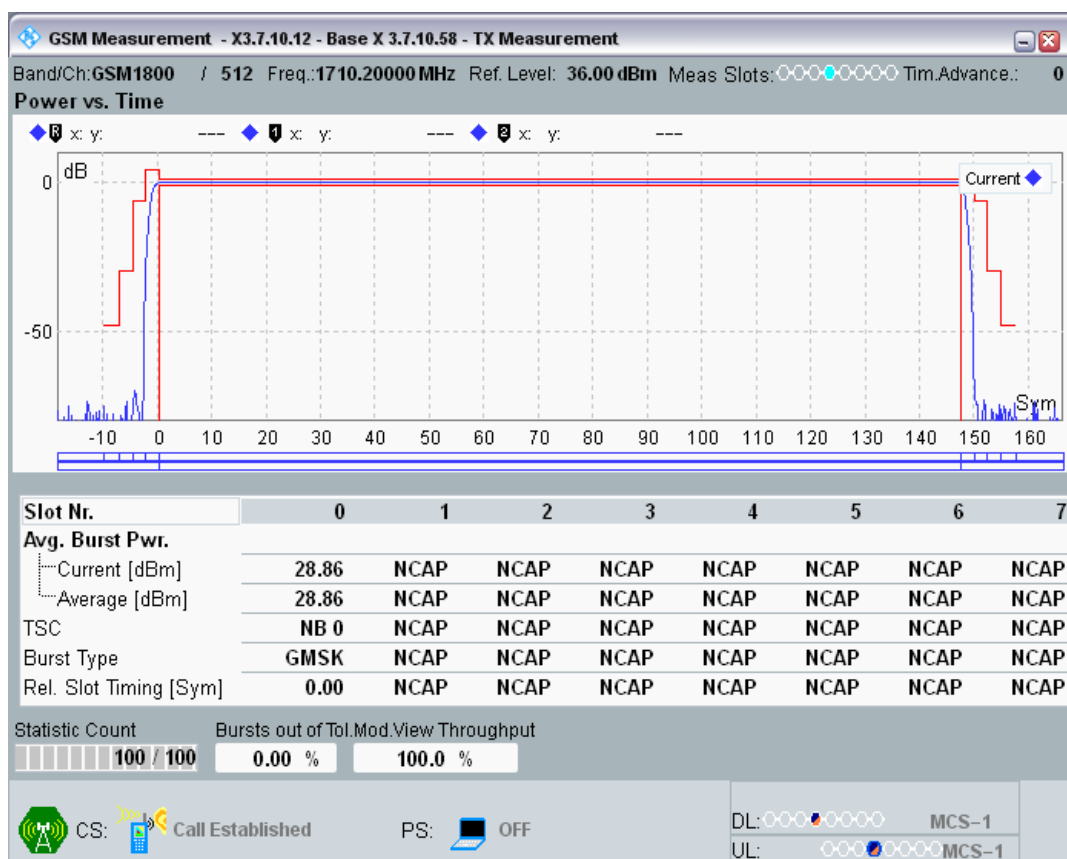 GSM Measurement - X3.7.10.12 - Base X 3.7.10.58 - TX Measurement
Band/Ch:GSM1800 / 512 Freq.:1710.20000 MHz Ref. Level: 36.00 dBm Meas Slots: Tim.Advance.: 0
Power vs. Time
R x: y: --- 1 x: y: --- 2 x: y: ---
dB
Current
0
-50
Sym
-10 0 10 20 30 40 50 60 70 80 90 100 110 120 130 140 150 160
Slot Nr. 0 1 2 3 4 5 6 7
Avg. Burst Pwr.
Current [dBm] 28.86 NCAP NCAP NCAP NCAP NCAP NCAP NCAP
Average [dBm] 28.86 NCAP NCAP NCAP NCAP NCAP NCAP NCAP
TSC NB 0 NCAP NCAP NCAP NCAP NCAP NCAP NCAP
Burst Type GMSK NCAP NCAP NCAP NCAP NCAP NCAP NCAP
Rel. Slot Timing [Sym] 0.00 NCAP NCAP NCAP NCAP NCAP NCAP NCAP
Statistic Count Bursts out of Tol. Mod.View Throughput
100 / 100 0.00 % 100.0 %
CS: Call Established PS: OFF DL: MCS-1
UL: MCS-1